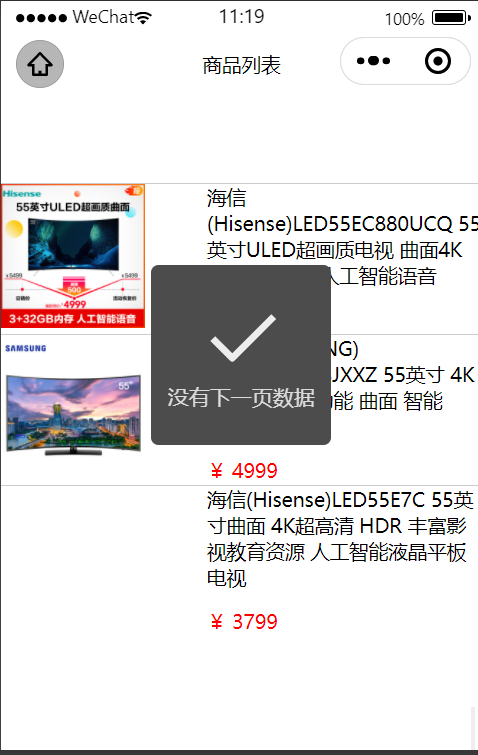 WeChat 11:19 100%
商品列表
Hisense
55英寸ULED超画质曲面
¥5499 ¥5499
500
4999
3+32GB内存 人工智能语音
海信
(Hisense)LED55EC880UCQ 55
英寸ULED超画质电视 曲面4K
人工智能语音
没有下一页数据
SAMSUNG
55"
NG)
JXXZ 55英寸 4K
功能 曲面 智能
¥ 4999
海信(Hisense)LED55E7C 55英
寸曲面 4K超高清 HDR 丰富影
视教育资源 人工智能液晶平板
电视
¥ 3799